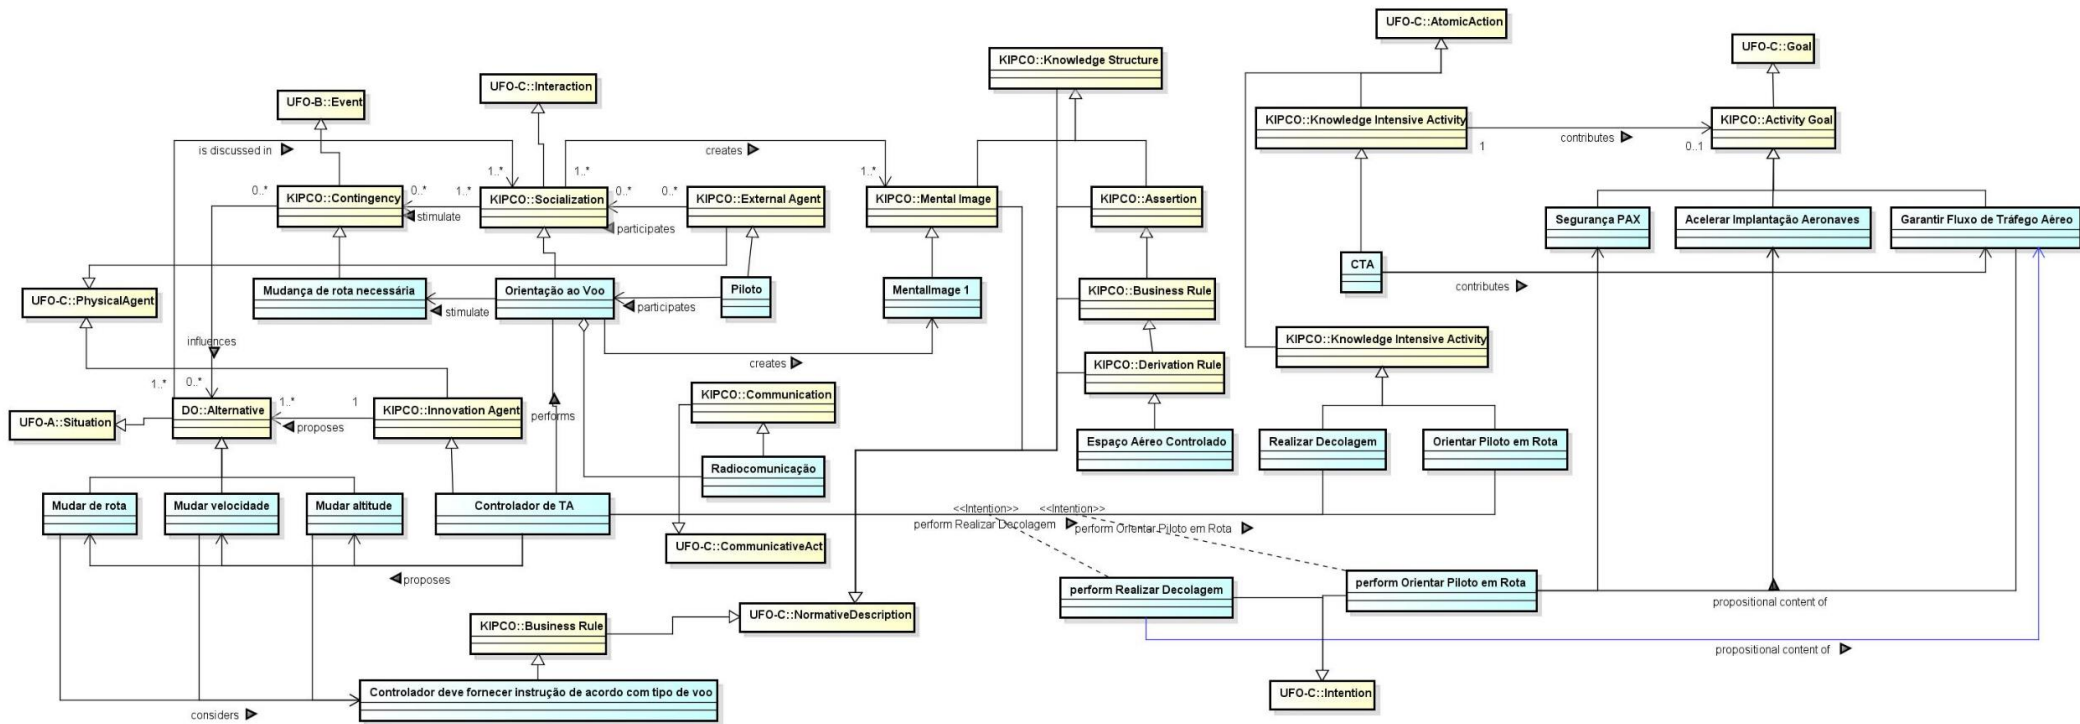 UFO-C::AtomicAction
UFO-C::Goal
KIPCO::Knowledge Structure
UFO-C::Interaction
UFO-B::Event
KIPCO::Knowledge Intensive Activity
KIPCO::Activity Goal
contributes
1
0..1
is discussed in
creates
1..*
1..*
1..*
0..*
0..*
1..*
0..*
0..*
KIPCO::Contingency
KIPCO::Socialization
KIPCO::External Agent
KIPCO::Mental Image
KIPCO::Assertion
stimulate
participates
Segurança PAX
Acelerar Implantação Aeronaves
Garantir Fluxo de Tráfego Aéreo
CTA
contributes
UFO-C::PhysicalAgent
Mudança de rota necessária
Orientação ao Voo
Piloto
MentalImage 1
KIPCO::Business Rule
stimulate
participates
influences
creates
KIPCO::Knowledge Intensive Activity
KIPCO::Derivation Rule
1..*
0..*
1..*
1
KIPCO::Communication
UFO-A::Situation
DO::Alternative
KIPCO::Innovation Agent
proposes
performs
Espaço Aéreo Controlado
Realizar Decolagem
Orientar Piloto em Rota
Radiocomunicação
Mudar de rota
Mudar velocidade
Mudar altitude
Controlador de TA
<<Intention>>
<<Intention>>
perform Realizar Decolagem
perform Orientar Piloto em Rota
UFO-C::CommunicativeAct
proposes
perform Realizar Decolagem
perform Orientar Piloto em Rota
propositional content of
UFO-C::NormativeDescription
KIPCO::Business Rule
propositional content of
Controlador deve fornecer instrução de acordo com tipo de voo
UFO-C::Intention
considers